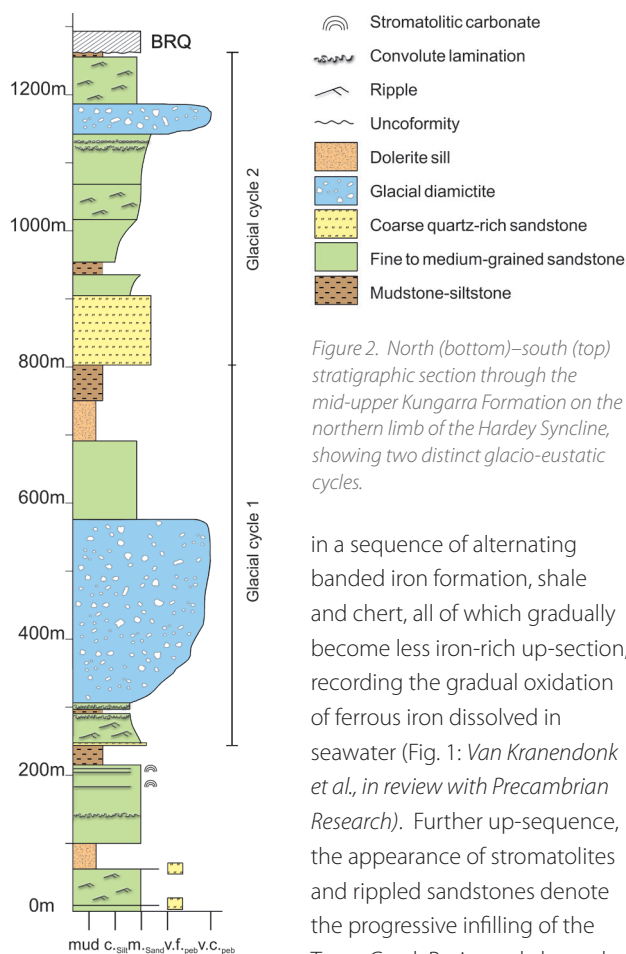 BRQ
1200m
1000m
800m
600m
400m
200m
0m
Glacial cycle 2
Glacial cycle 1
mud c.Silt m.Sand v.f.peb v.c.peb
Stromatolitic carbonate
Convolute lamination
Ripple
Uncoformity
Dolerite sill
Glacial diamictite
Coarse quartz-rich sandstone
Fine to medium-grained sandstone
Mudstone-siltstone
Figure 2. North (bottom)–south (top)
stratigraphic section through the
mid-upper Kungarra Formation on the
northern limb of the Hardey Syncline,
showing two distinct glacio-eustatic
cycles.
in a sequence of alternating
banded iron formation, shale
and chert, all of which gradually
become less iron-rich up-section,
recording the gradual oxidation
of ferrous iron dissolved in
seawater (Fig. 1: Van Kranendonk
et al., in review with Precambrian
Research). Further up-sequence,
the appearance of stromatolites
and rippled sandstones denote
the progressive infilling of the